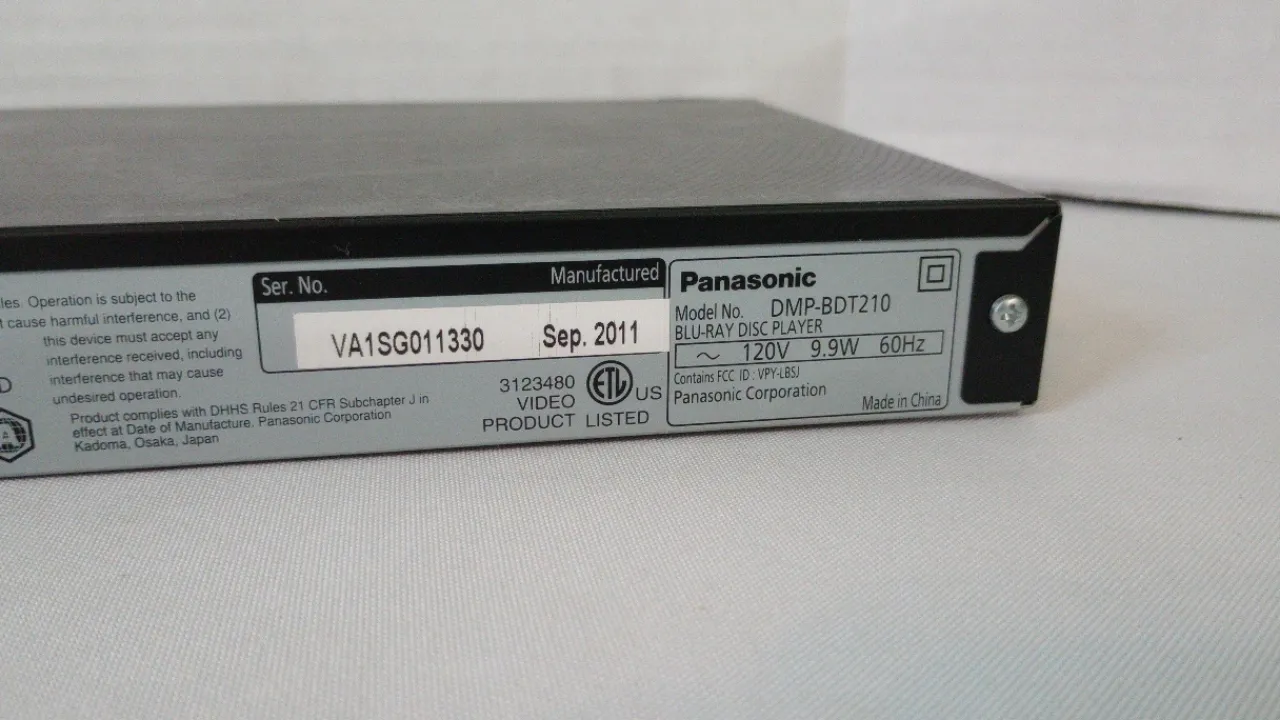 les. Operation is subject to the
cause harmful interference, and (2)
this device must accept any
interference received, including
interference that may cause
undesired operation.
Product complies with DHHS Rules 21 CFR Subchapter J in
effect at Date of Manufacture. Panasonic Corporation
Kadoma, Osaka, Japan
Ser. No. Manufactured
VA1SG011330 Sep. 2011
3123480
VIDEO
PRODUCT LISTED
ETL US
Panasonic
Model No. DMP-BDT210
BLU-RAY DISC PLAYER
~ 120V 9.9W 60Hz
Contains FCC ID : VPY-LBSJ
Panasonic Corporation
Made in China